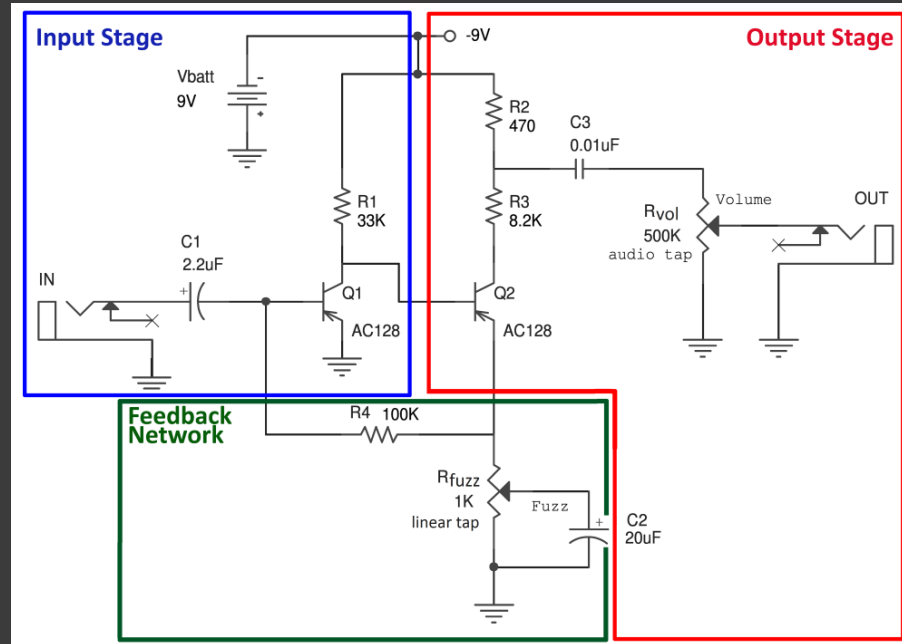 Input Stage
-9V
Output Stage
Vbatt
9V
-
+
R2
470
C3
0.01uF
R1
33K
R3
8.2K
Volume
OUT
Rvol
500K
audio tap
C1
2.2uF
+
IN
Q1
AC128
Q2
AC128
Feedback
Network
R4 100K
Rfuzz
1K
linear tap
Fuzz
+
C2
20uF